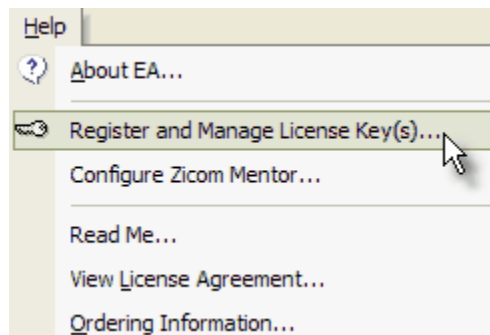 Help
About EA...
Register and Manage License Key(s)...
Configure Zicom Mentor...
Read Me...
View License Agreement...
Ordering Information...